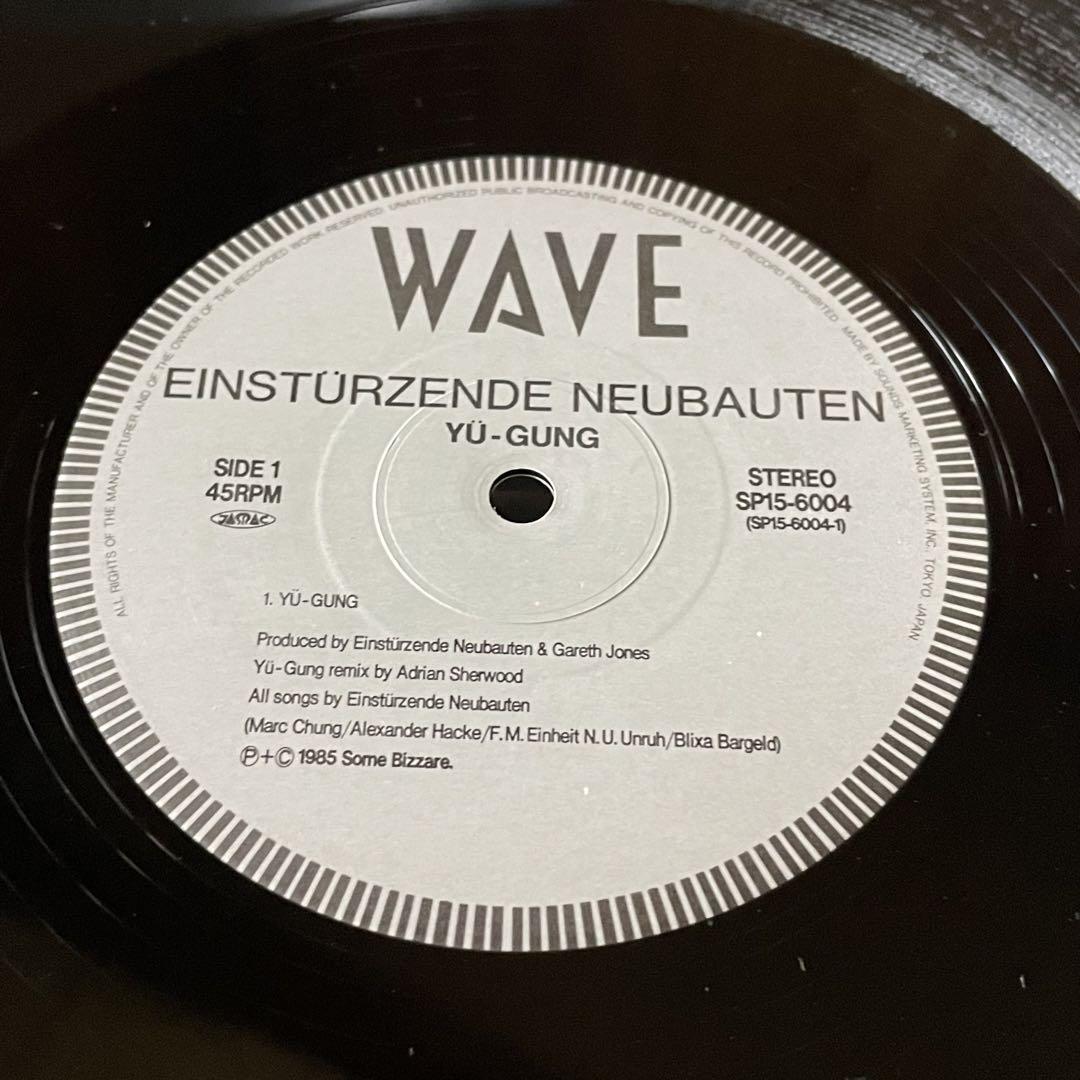 ALL RIGHTS OF THE MANUFACTURER AND OF THE OWNER OF THE RECORDED WORK RESERVED. UNAUTHORIZED PUBLIC BROADCASTING AND COPYING OF THIS RECORD PROHIBITED. MADE BY SOUNDS MARKETING SYSTEM, INC. TOKYO, JAPAN
WAVE
EINSTÜRZENDE NEUBAUTEN
YÜ-GUNG
SIDE 1
45RPM
JASRAC
STEREO
SP15-6004
(SP15-6004-1)
1. YÜ-GUNG
Produced by Einstürzende Neubauten & Gareth Jones
Yü-Gung remix by Adrian Sherwood
All songs by Einstürzende Neubauten
(Marc Chung/Alexander Hacke/F.M. Einheit N.U. Unruh/Blixa Bargeld)
Ⓟ+© 1985 Some Bizzare.